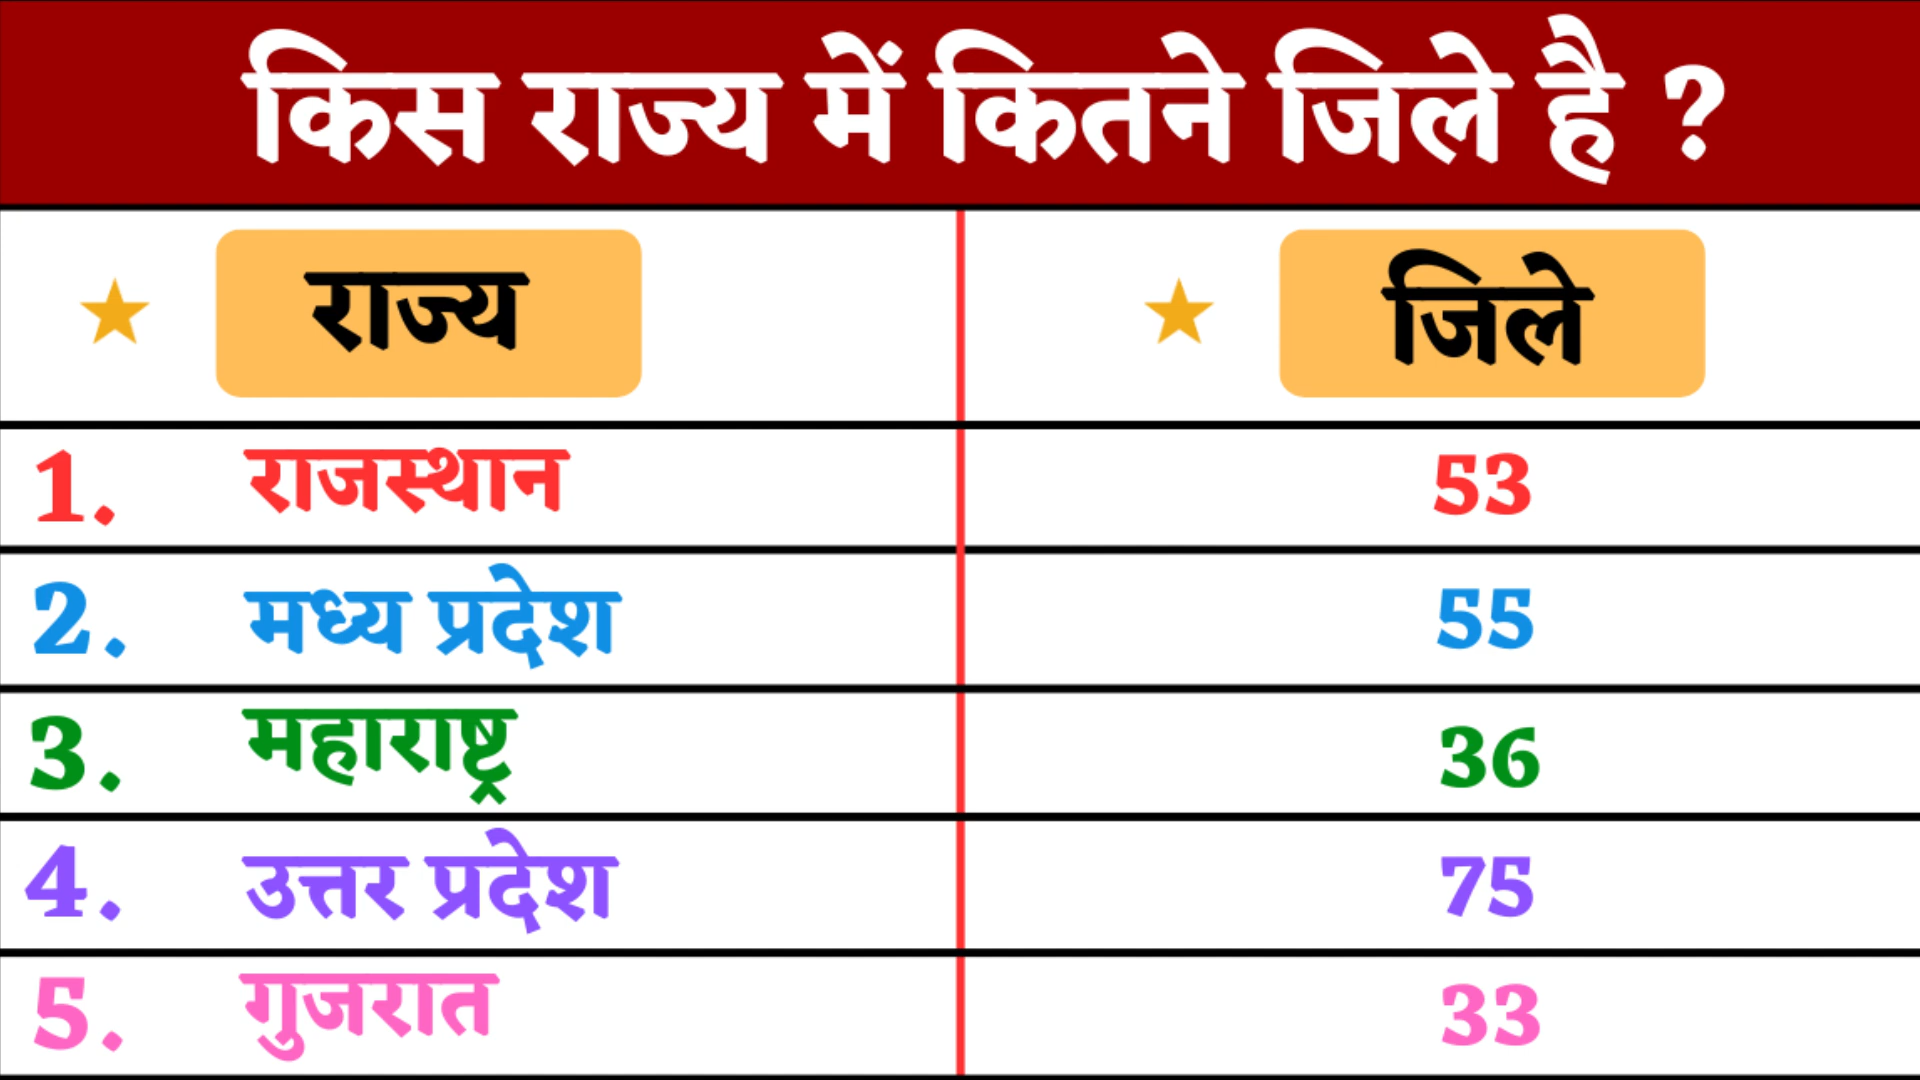 किस राज्य में कितने जिले है ?
राज्य जिले
1. राजस्थान 53
2. मध्य प्रदेश 55
3. महाराष्ट्र 36
4. उत्तर प्रदेश 75
5. गुजरात 33